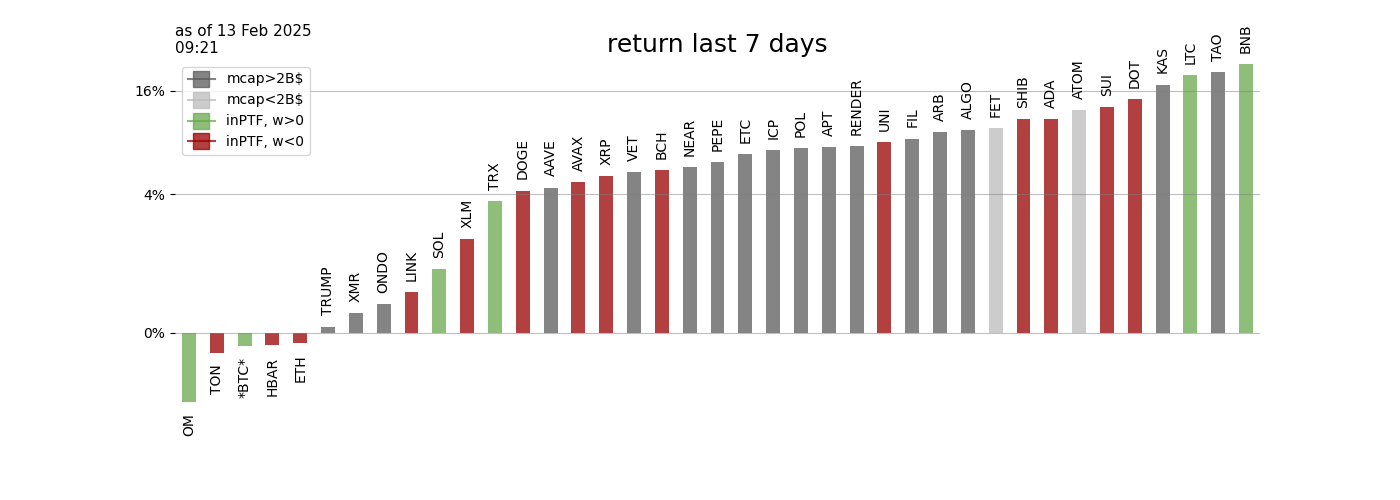 as of 13 Feb 2025
09:21
return last 7 days
mcap>2B$
mcap<2B$
inPTF, w>0
inPTF, w<0
16%
4%
0%
OM
TON
*BTC*
HBAR
ETH
TRUMP
XMR
ONDO
LINK
SOL
XLM
TRX
DOGE
AAVE
AVAX
XRP
VET
BCH
NEAR
PEPE
ETC
ICP
POL
APT
RENDER
UNI
FIL
ARB
ALGO
FET
SHIB
ADA
ATOM
SUI
DOT
KAS
LTC
TAO
BNB